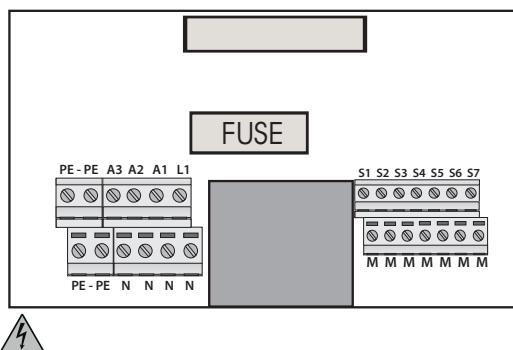 FUSE
PE - PE A3 A2 A1 L1
S1 S2 S3 S4 S5 S6 S7
M M M M M M M
PE - PE N N N N